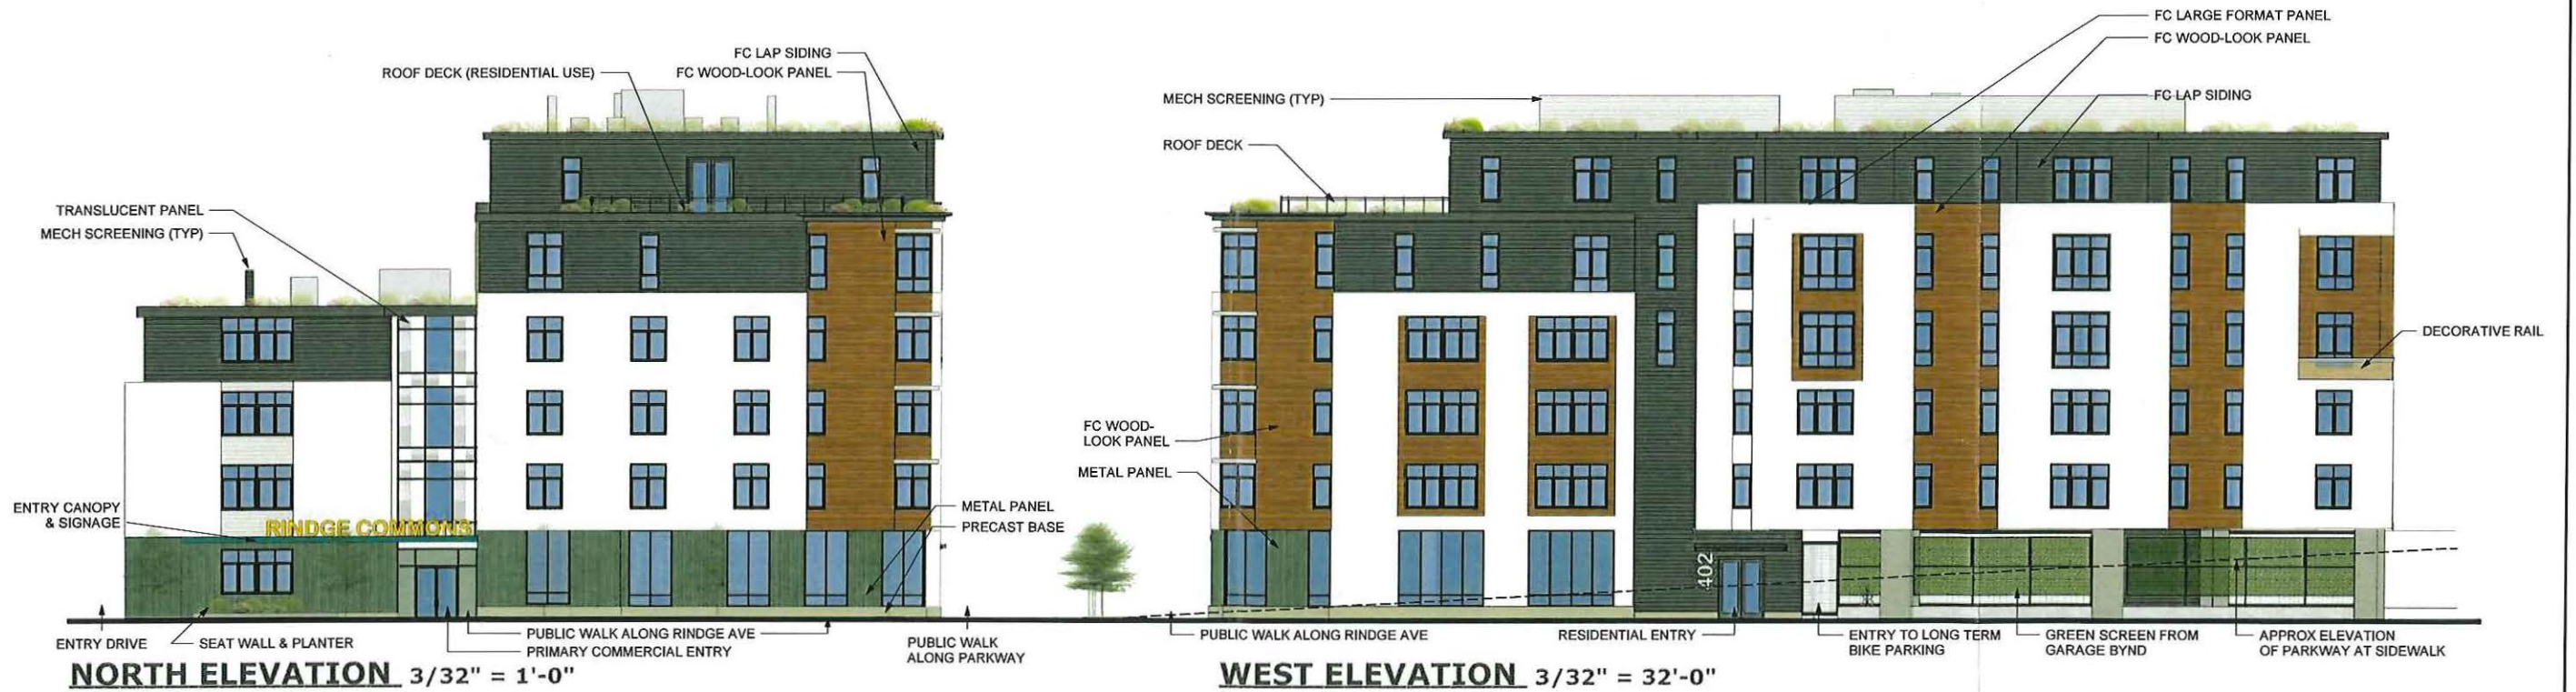 FC LAP SIDING
ROOF DECK (RESIDENTIAL USE)
FC WOOD-LOOK PANEL
TRANSLUCENT PANEL
MECH SCREENING (TYP)
ENTRY CANOPY
& SIGNAGE
RINDGE COMMONS
METAL PANEL
PRECAST BASE
ENTRY DRIVE
SEAT WALL & PLANTER
PUBLIC WALK ALONG RINDGE AVE
PRIMARY COMMERCIAL ENTRY
PUBLIC WALK
ALONG PARKWAY
NORTH ELEVATION 3/32" = 1'-0"
FC LARGE FORMAT PANEL
FC WOOD-LOOK PANEL
MECH SCREENING (TYP)
FC LAP SIDING
ROOF DECK
DECORATIVE RAIL
FC WOOD-
LOOK PANEL
METAL PANEL
402
PUBLIC WALK ALONG RINDGE AVE
RESIDENTIAL ENTRY
ENTRY TO LONG TERM
BIKE PARKING
GREEN SCREEN FROM
GARAGE BYND
APPROX ELEVATION
OF PARKWAY AT SIDEWALK
WEST ELEVATION 3/32" = 32'-0"